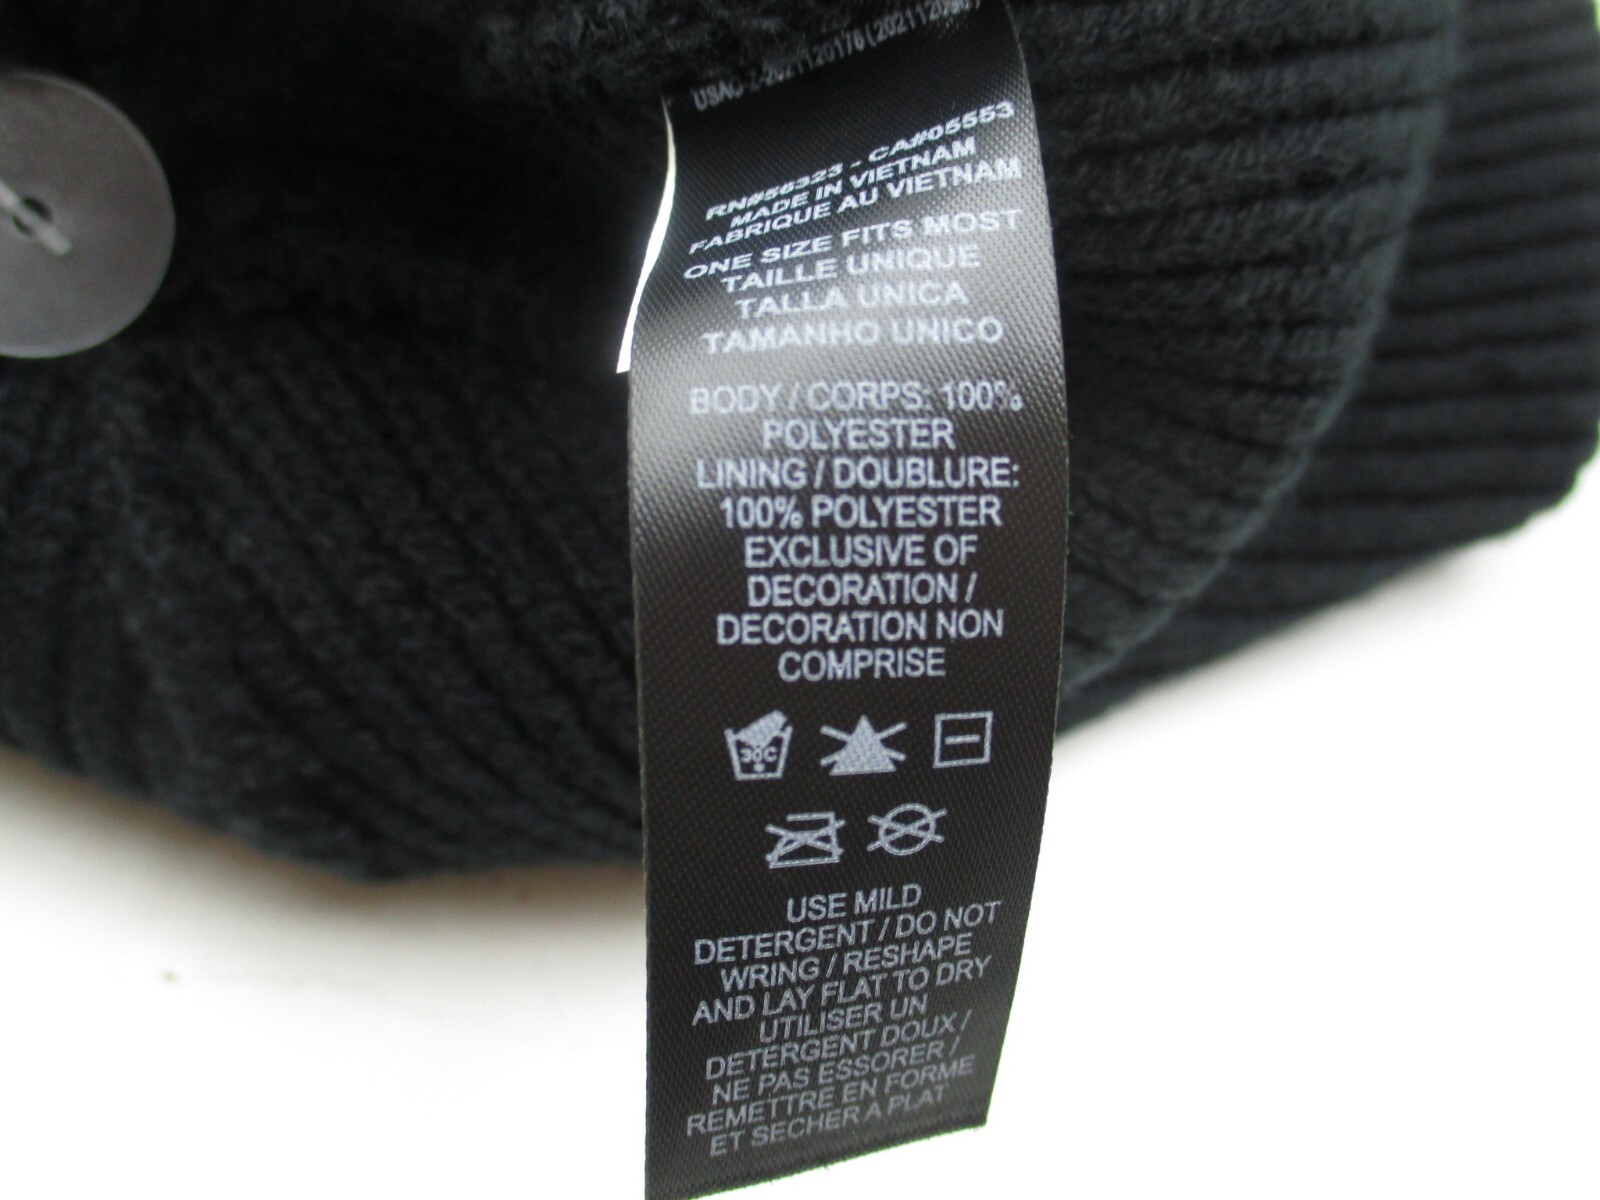 RN#56323 - CA#05553
MADE IN VIETNAM
FABRIQUE AU VIETNAM
ONE SIZE FITS MOST
TAILLE UNIQUE
TALLA UNICA
TAMANHO UNICO
BODY / CORPS: 100%
POLYESTER
LINING / DOUBLURE:
100% POLYESTER
EXCLUSIVE OF
DECORATION /
DECORATION NON
COMPRISE
30C
USE MILD
DETERGENT / DO NOT
WRING / RESHAPE
AND LAY FLAT TO DRY
UTILISER UN
DETERGENT DOUX /
NE PAS ESSORER /
REMETTRE EN FORME
ET SECHER A PLAT